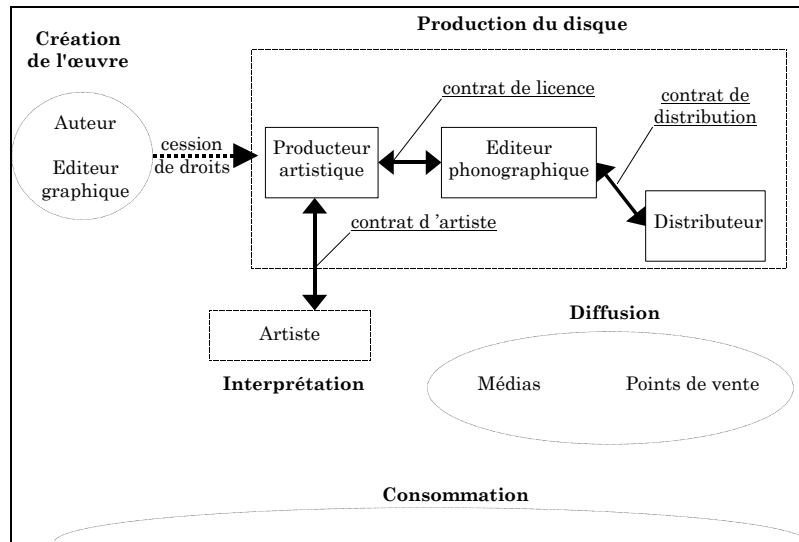 Création
de l'œuvre
Production du disque
Auteur
Editeur
graphique
cession
de droits
Producteur
artistique
contrat de licence
Editeur
phonographique
contrat de
distribution
Distributeur
contrat d ’artiste
Artiste
Interprétation
Diffusion
Médias
Points de vente
Consommation